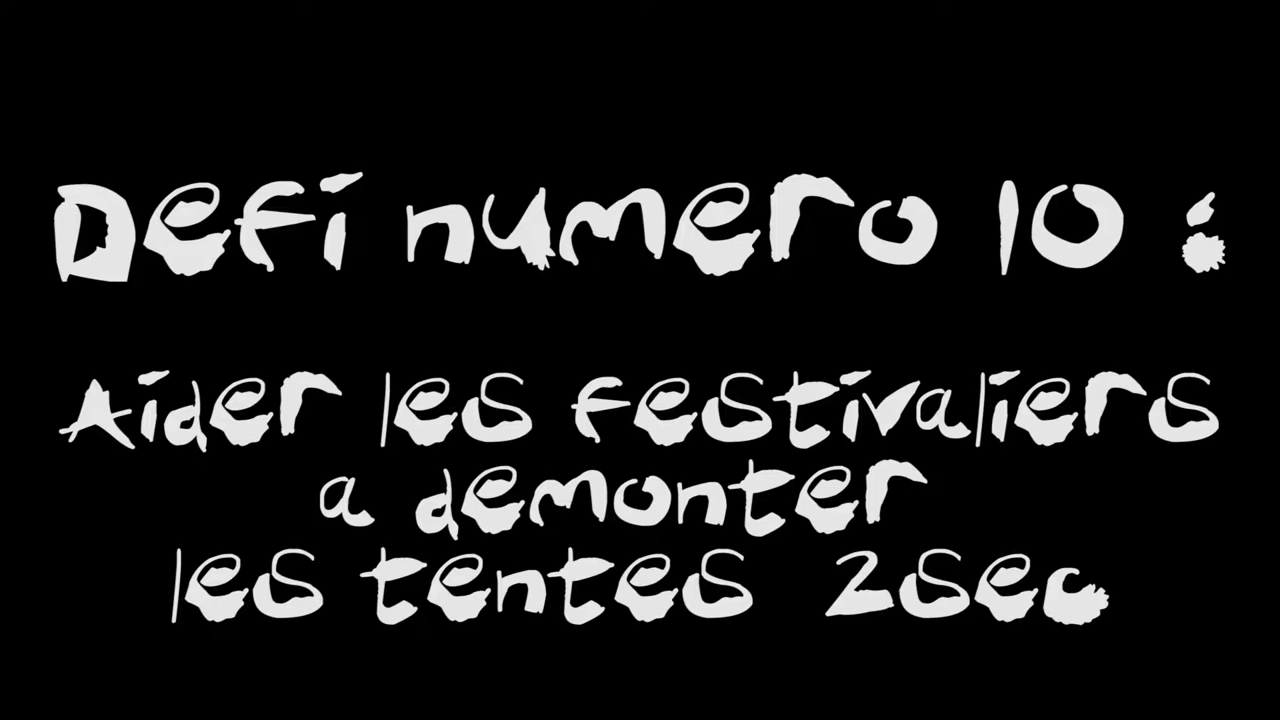 Defi numero 10 :
Aider les festivaliers
a demonter
les tentes 2sec